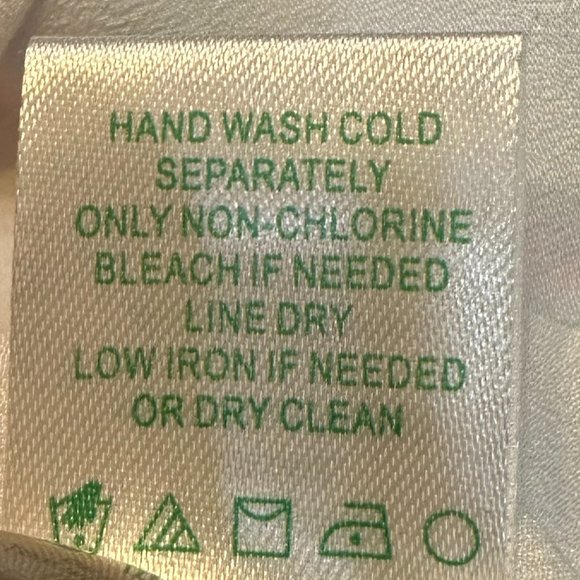 HAND WASH COLD
SEPARATELY
ONLY NON-CHLORINE
BLEACH IF NEEDED
LINE DRY
LOW IRON IF NEEDED
OR DRY CLEAN